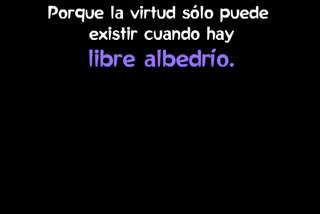 Porque la virtud sólo puede
existir cuando hay
libre albedrío.